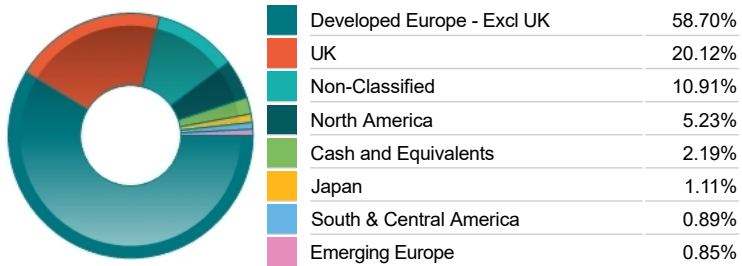 Developed Europe - Excl UK 58.70%
UK 20.12%
Non-Classified 10.91%
North America 5.23%
Cash and Equivalents 2.19%
Japan 1.11%
South & Central America 0.89%
Emerging Europe 0.85%